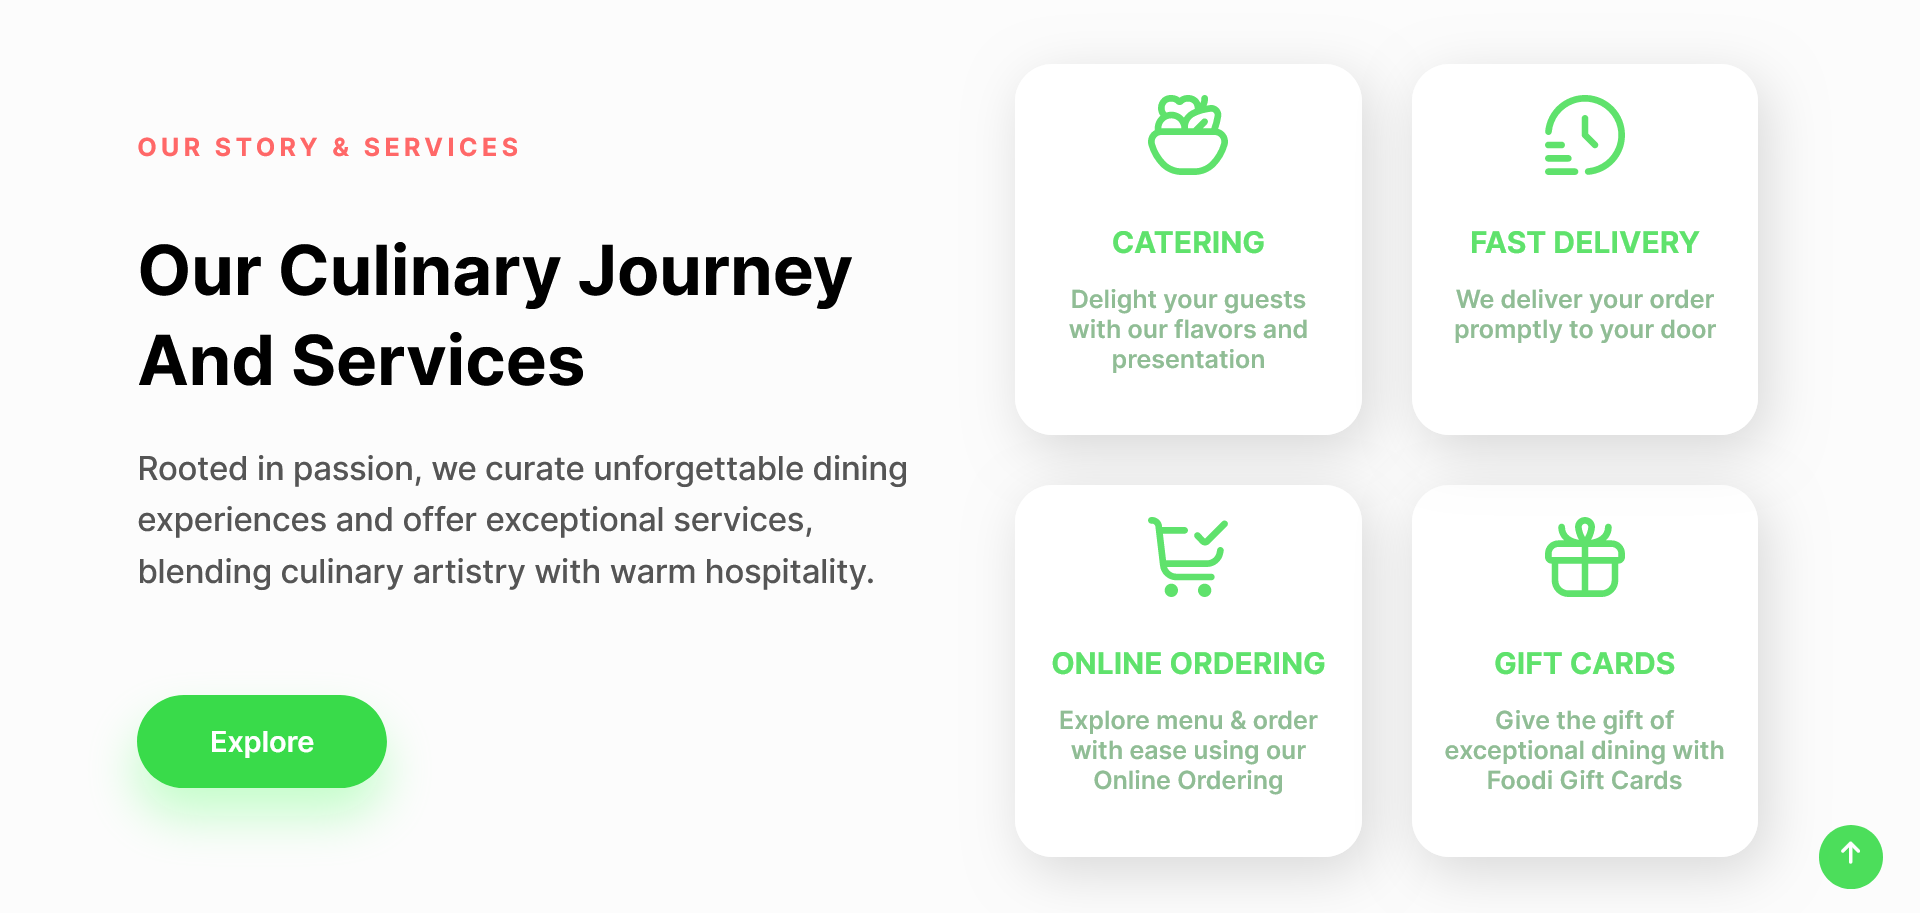 OUR STORY & SERVICES
Our Culinary Journey
And Services
Rooted in passion, we curate unforgettable dining
experiences and offer exceptional services,
blending culinary artistry with warm hospitality.
Explore
CATERING
Delight your guests
with our flavors and
presentation
FAST DELIVERY
We deliver your order
promptly to your door
ONLINE ORDERING
Explore menu & order
with ease using our
Online Ordering
GIFT CARDS
Give the gift of
exceptional dining with
Foodi Gift Cards